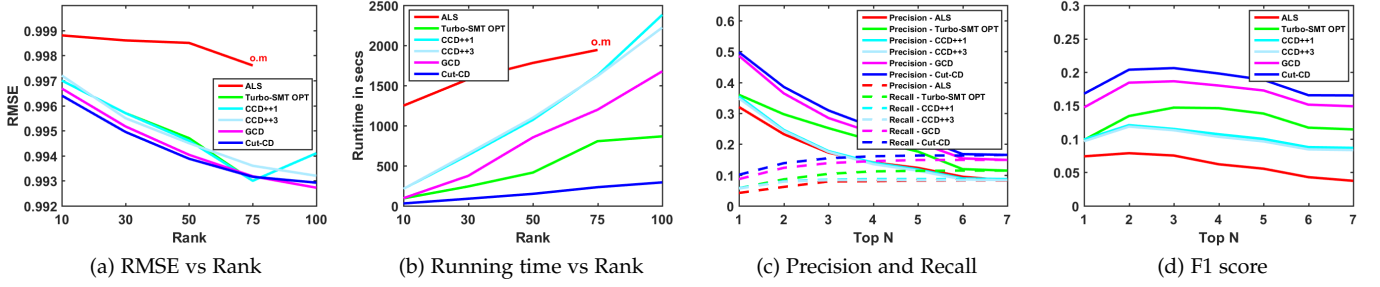 0.999
0.998
0.997
0.996
0.995
0.994
0.993
0.992
RMSE
10 30 50 75 100
Rank
o.m
ALS
Turbo-SMT OPT
CCD++1
CCD++3
GCD
Cut-CD
(a) RMSE vs Rank
2500
2000
1500
1000
500
0
Runtime in secs
10 30 50 75 100
Rank
o.m
ALS
Turbo-SMT OPT
CCD++1
CCD++3
GCD
Cut-CD
(b) Running time vs Rank
0.6
0.5
0.4
0.3
0.2
0.1
0
1 2 3 4 5 6 7
Top N
Precision - ALS
Precision - Turbo-SMT OPT
Precision - CCD++1
Precision - CCD++3
Precision - GCD
Precision - Cut-CD
Precision - ALS
Recall - Turbo-SMT OPT
Recall - CCD++1
Recall - CCD++3
Recall - GCD
Recall - Cut-CD
(c) Precision and Recall
0.3
0.25
0.2
0.15
0.1
0.05
0
1 2 3 4 5 6 7
Top N
ALS
Turbo-SMT OPT
CCD++1
CCD++3
GCD
Cut-CD
(d) F1 score